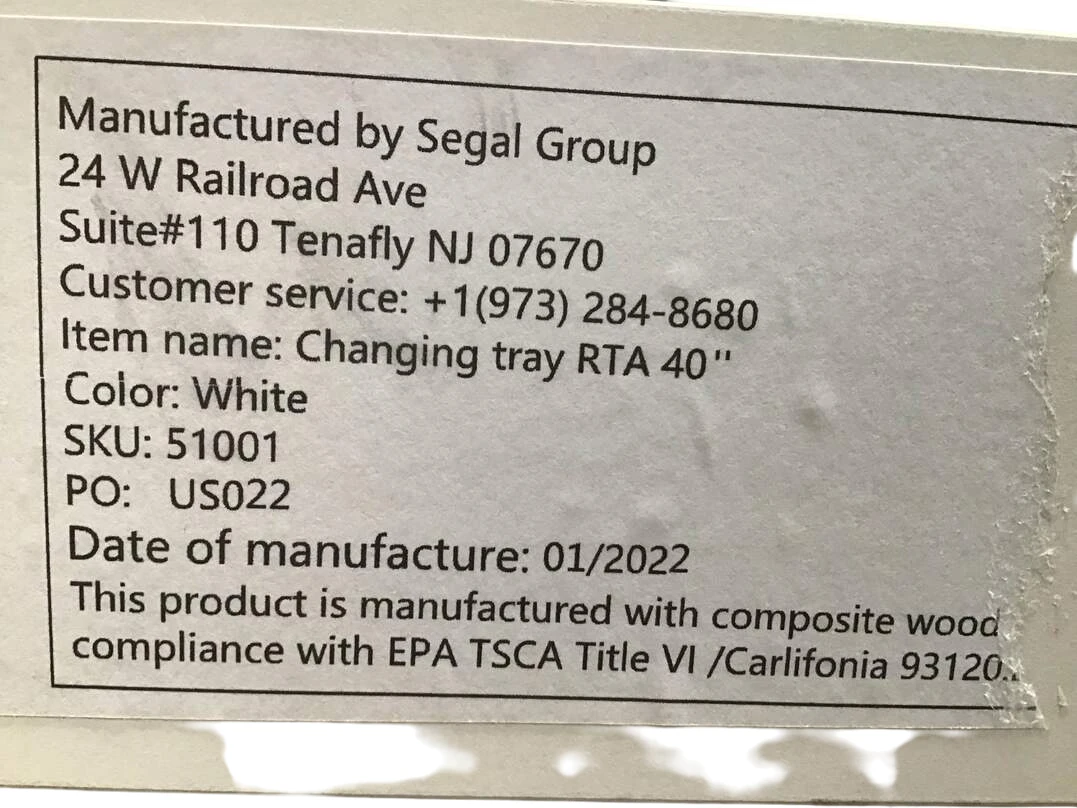 Manufactured by Segal Group
24 W Railroad Ave
Suite#110 Tenafly NJ 07670
Customer service: +1(973) 284-8680
Item name: Changing tray RTA 40"
Color: White
SKU: 51001
PO: US022
Date of manufacture: 01/2022
This product is manufactured with composite wood
compliance with EPA TSCA Title VI /Carlifonia 93120.